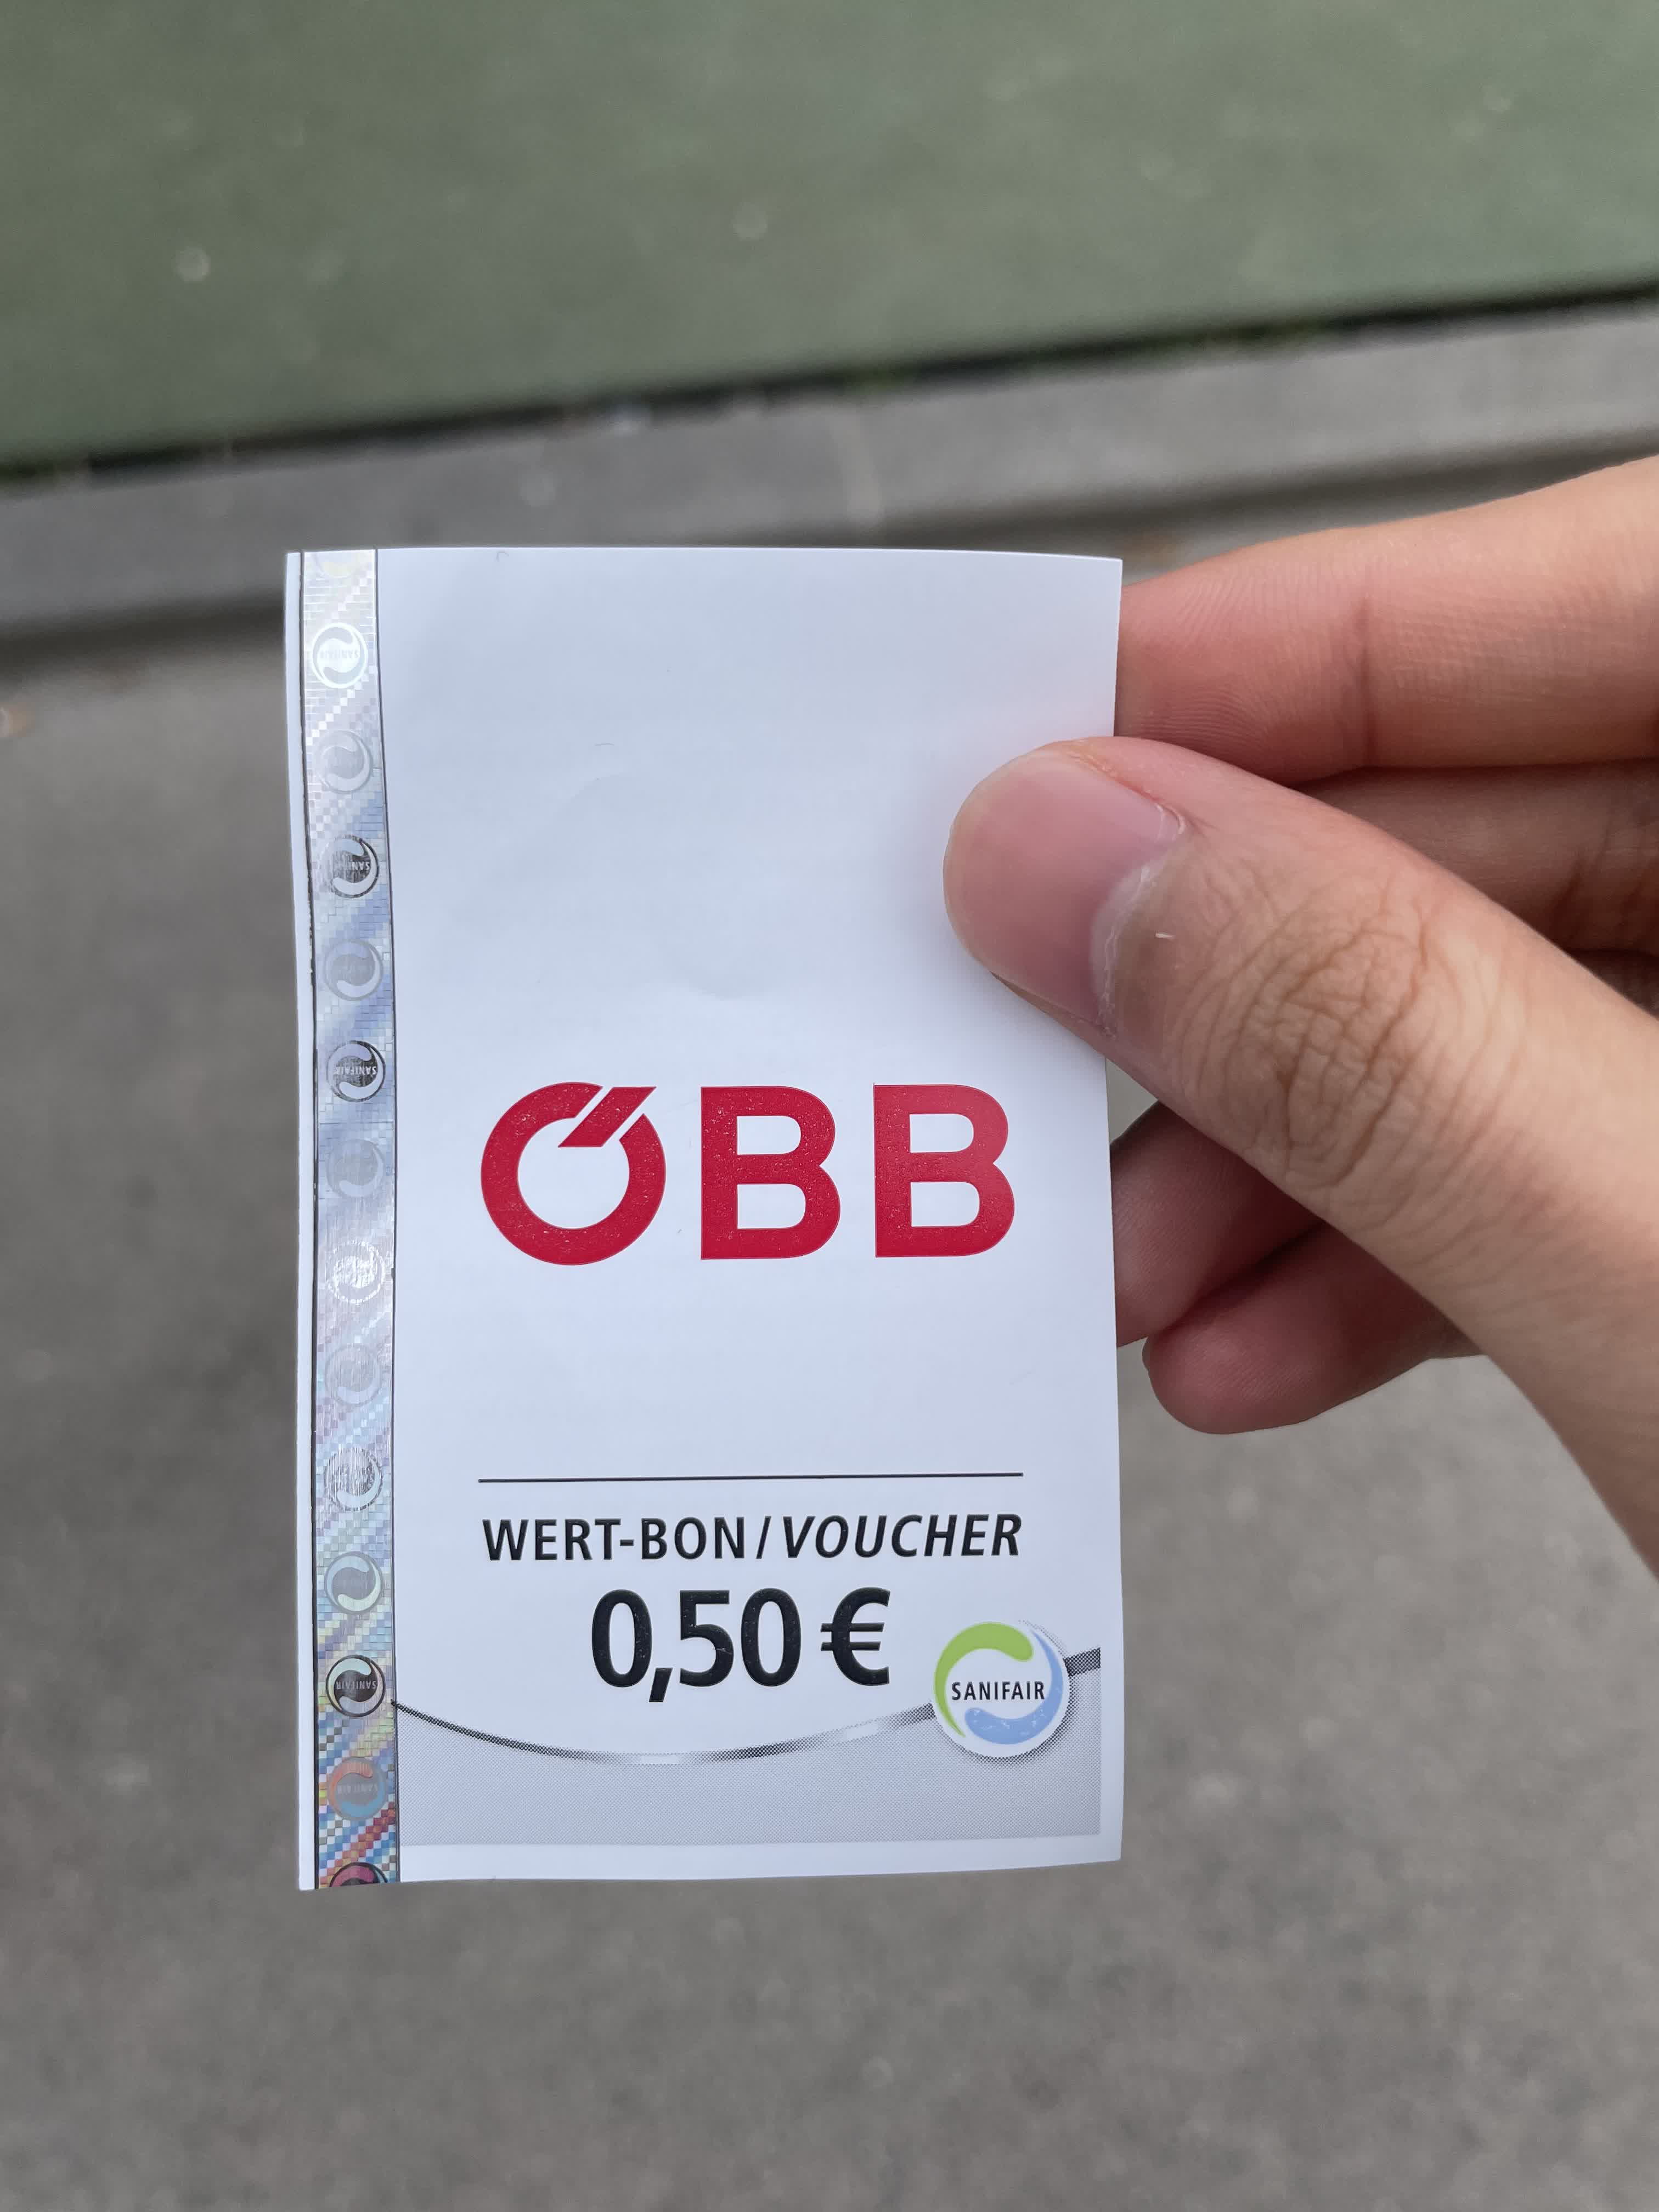 ÖBB
WERT-BON/VOUCHER
0,50 €
SANIFAIR